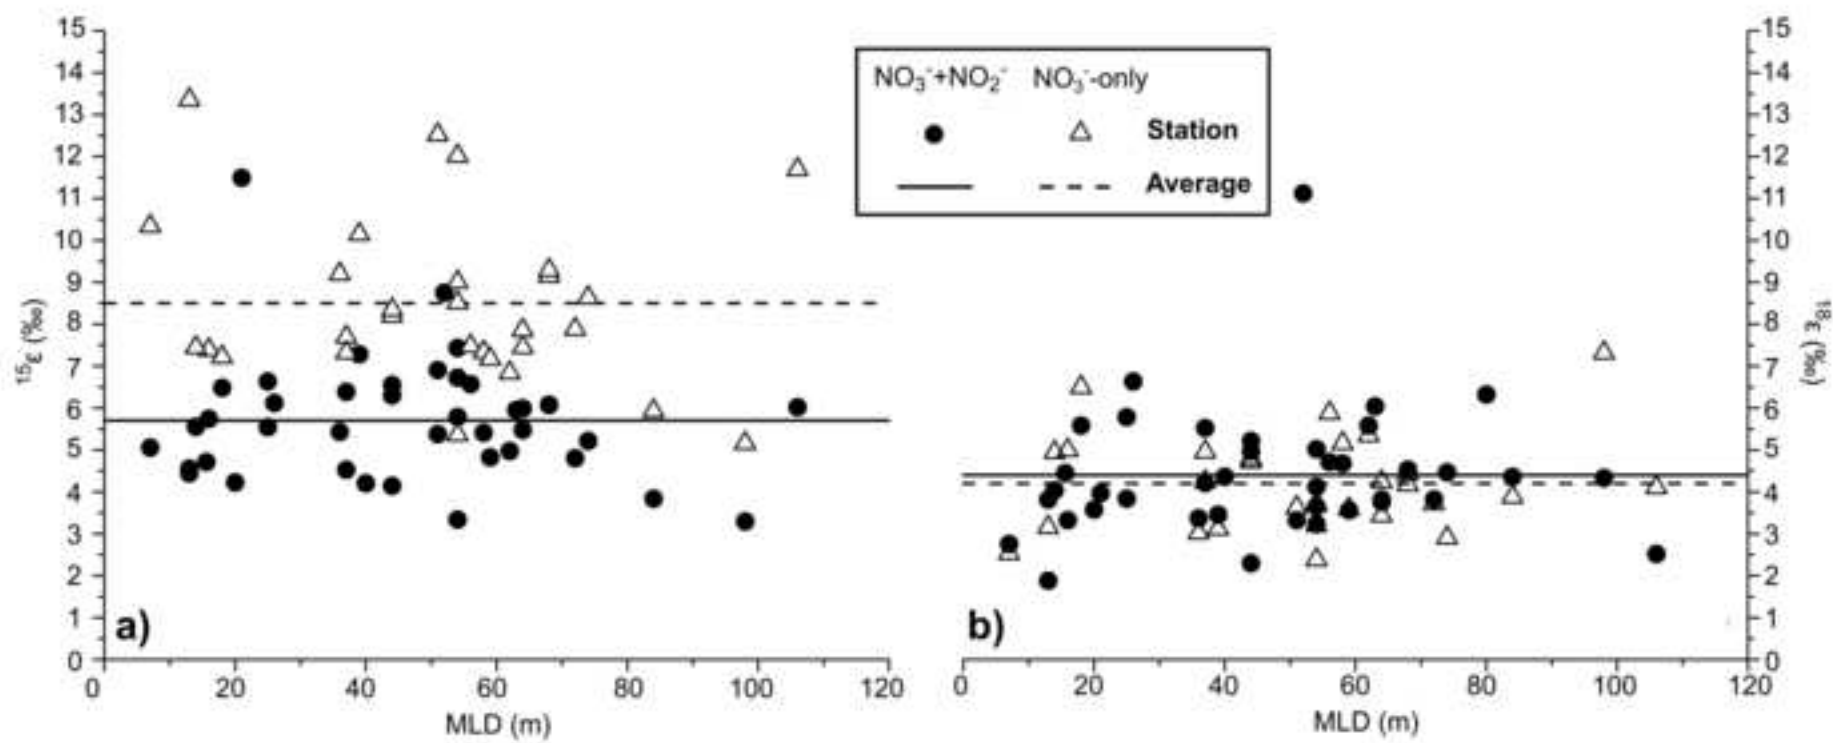 15
14
13
12
11
10
9
8
7
6
5
4
3
2
1
0
¹⁵ε (‰)
a)
0 20 40 60 80 100 120
MLD (m)
NO₃⁻+NO₂⁻ NO₃⁻-only
Station
Average
15
14
13
12
11
10
9
8
7
6
5
4
3
2
1
0
¹⁸ε (‰)
b)
0 20 40 60 80 100 120
MLD (m)